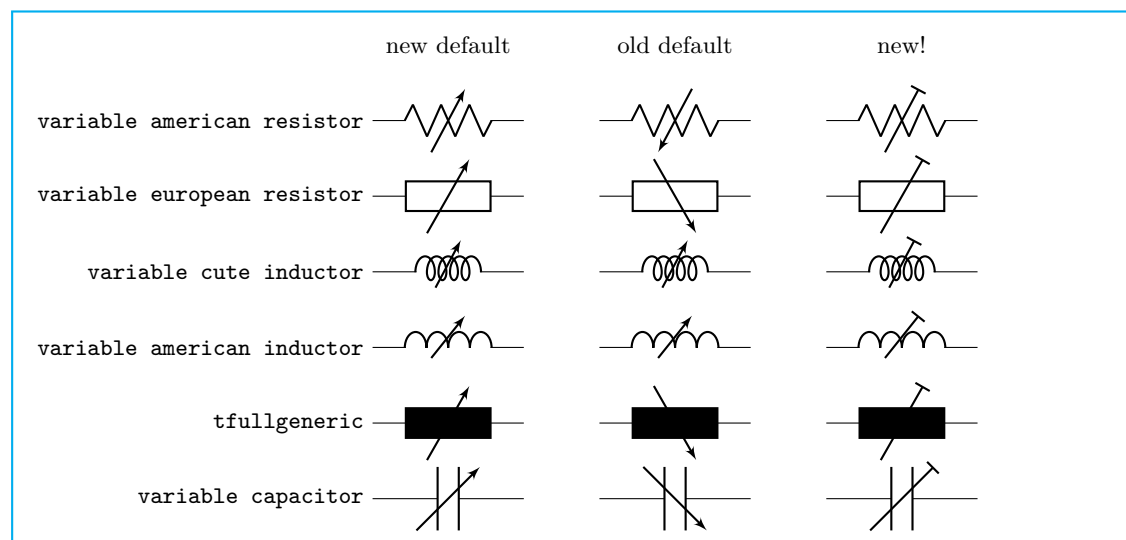 new default old default new!
variable american resistor
variable european resistor
variable cute inductor
variable american inductor
tfullgeneric
variable capacitor